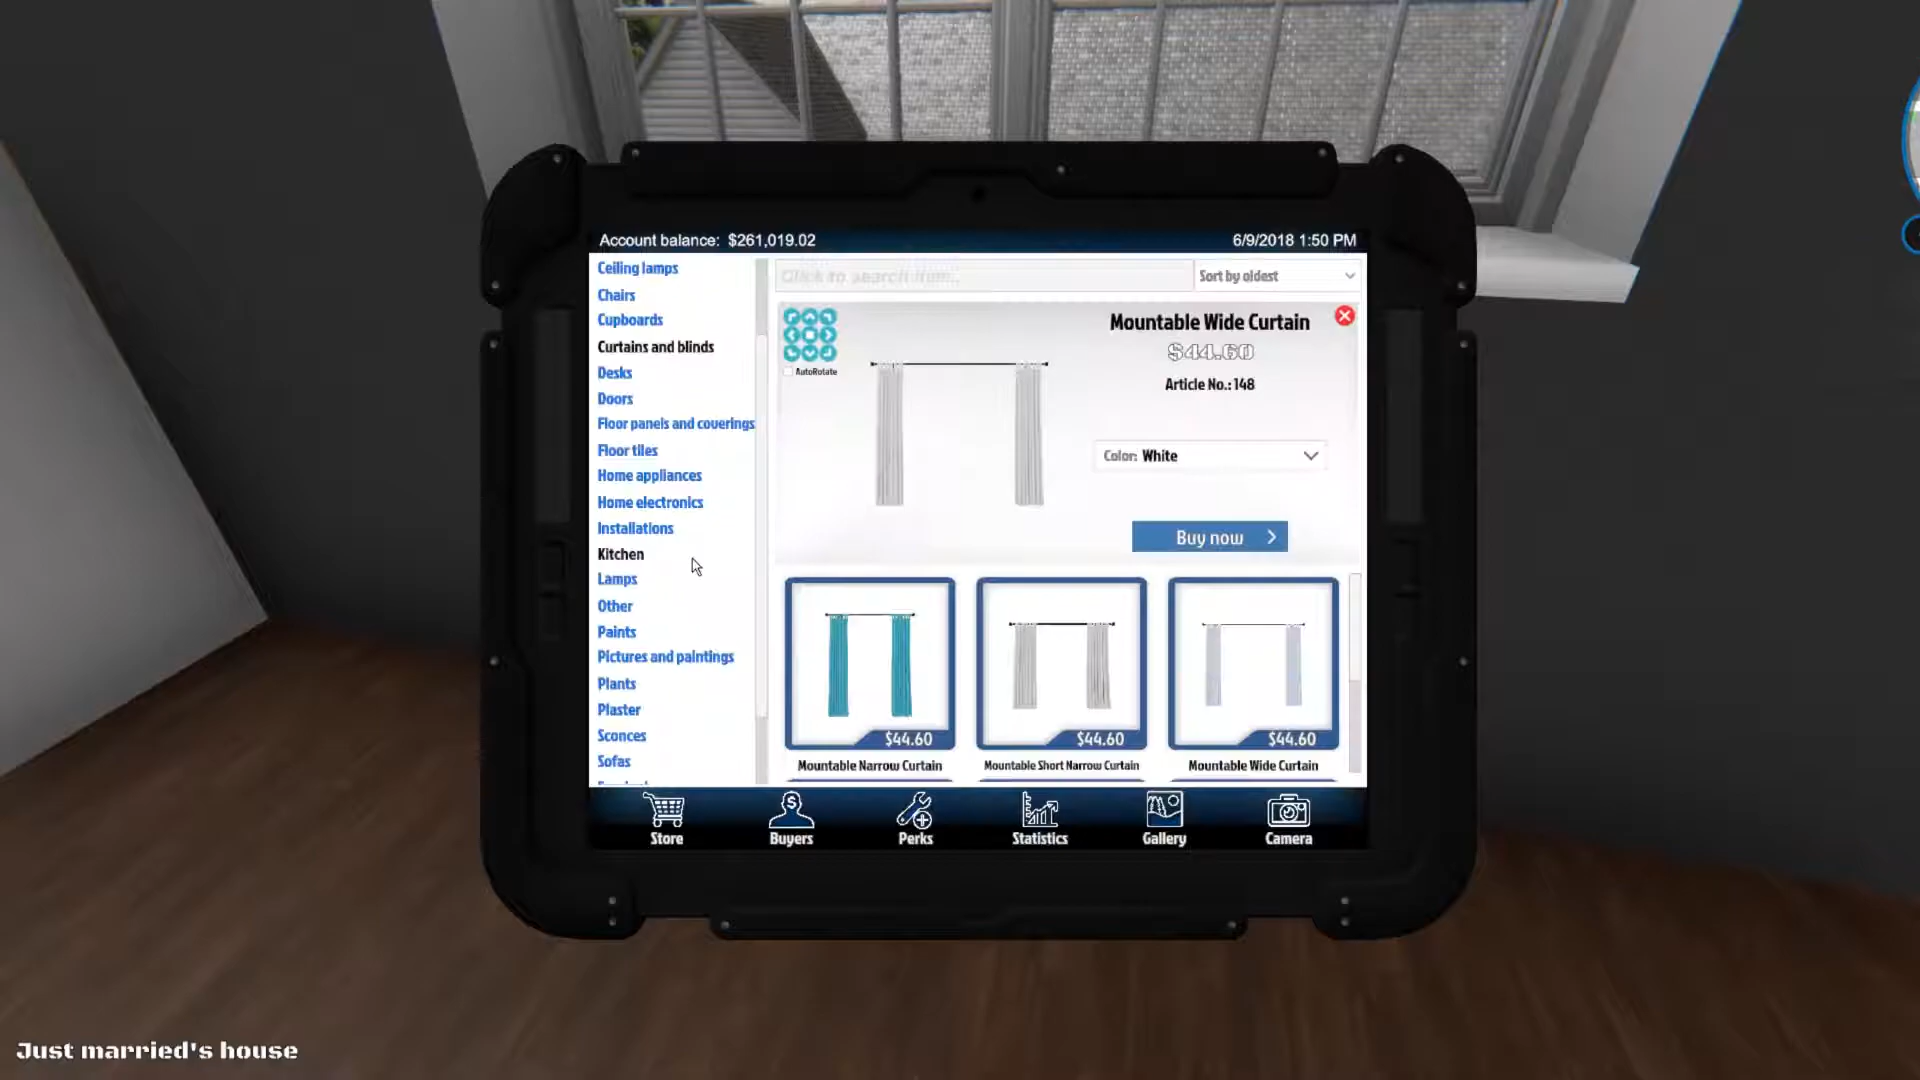 Account balance: $261,019.02
6/9/2018 1:50 PM
Ceiling lamps
Chairs
Cupboards
Curtains and blinds
Desks
Doors
Floor panels and coverings
Floor tiles
Home appliances
Home electronics
Installations
Kitchen
Lamps
Other
Paints
Pictures and paintings
Plants
Plaster
Sconces
Sofas
Click to search item...
Sort by oldest
AutoRotate
Mountable Wide Curtain
$44.60
Article No.: 148
Color: White
Buy now
$44.60
$44.60
$44.60
Mountable Narrow Curtain
Mountable Short Narrow Curtain
Mountable Wide Curtain
Store
Buyers
Perks
Statistics
Gallery
Camera
Just married's house